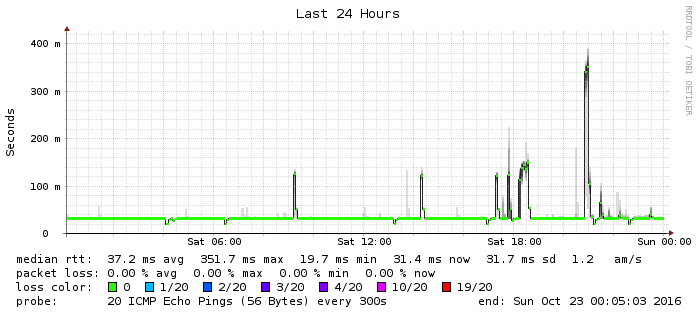 Last 24 Hours
RRDTOOL / TOBI OETIKER
Seconds
400 m
300 m
200 m
100 m
0
Sat 06:00 Sat 12:00 Sat 18:00 Sun 00:00
median rtt: 37.2 ms avg 351.7 ms max 19.7 ms min 31.4 ms now 31.7 ms sd 1.2 am/s
packet loss: 0.00 % avg 0.00 % max 0.00 % min 0.00 % now
loss color: 0 1/20 2/20 3/20 4/20 10/20 19/20
probe: 20 ICMP Echo Pings (56 Bytes) every 300s end: Sun Oct 23 00:05:03 2016